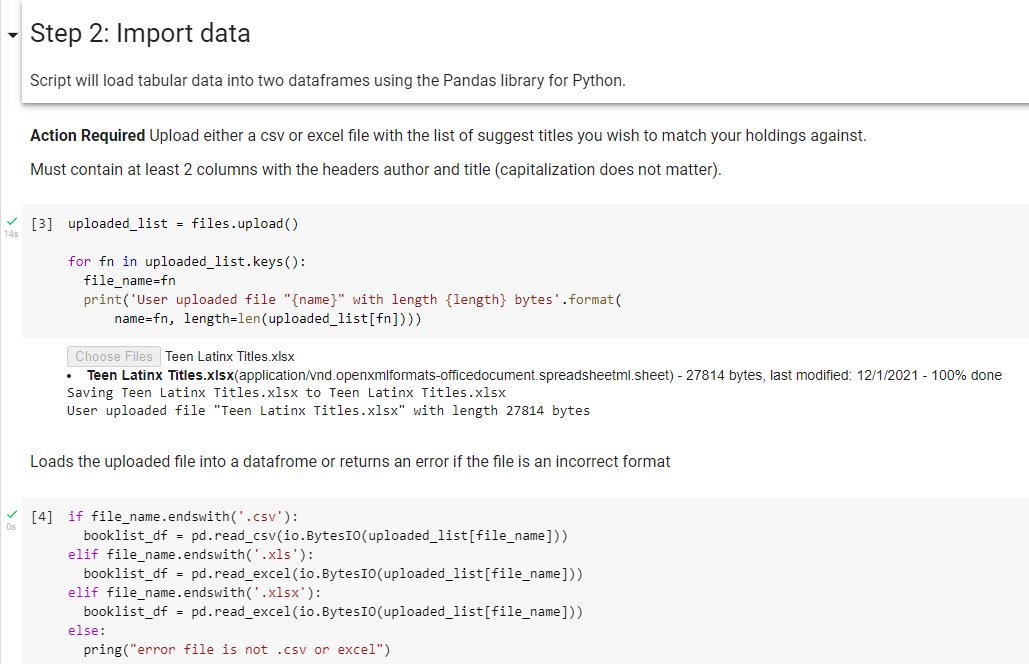 Step 2: Import data
Script will load tabular data into two dataframes using the Pandas library for Python.
Action Required Upload either a csv or excel file with the list of suggest titles you wish to match your holdings against.
Must contain at least 2 columns with the headers author and title (capitalization does not matter).
14s
[3] uploaded_list = files.upload()
for fn in uploaded_list.keys():
  file_name=fn
  print('User uploaded file "{name}" with length {length} bytes'.format(
      name=fn, length=len(uploaded_list[fn])))
Choose Files Teen Latinx Titles.xlsx
• Teen Latinx Titles.xlsx(application/vnd.openxmlformats-officedocument.spreadsheetml.sheet) - 27814 bytes, last modified: 12/1/2021 - 100% done
Saving Teen Latinx Titles.xlsx to Teen Latinx Titles.xlsx
User uploaded file "Teen Latinx Titles.xlsx" with length 27814 bytes
Loads the uploaded file into a datafrome or returns an error if the file is an incorrect format
0s
[4] if file_name.endswith('.csv'):
  booklist_df = pd.read_csv(io.BytesIO(uploaded_list[file_name]))
elif file_name.endswith('.xls'):
  booklist_df = pd.read_excel(io.BytesIO(uploaded_list[file_name]))
elif file_name.endswith('.xlsx'):
  booklist_df = pd.read_excel(io.BytesIO(uploaded_list[file_name]))
else:
  pring("error file is not .csv or excel")